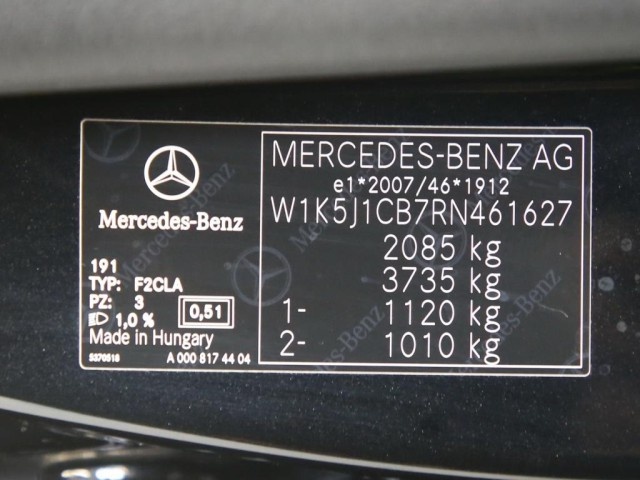 Mercedes-Benz
191
TYP: F2CLA
PZ: 3
1,0 %
0,51
Made in Hungary
A 000 817 44 04
MERCEDES-BENZ AG
e1*2007/46*1912
W1K5J1CB7RN461627
2085 kg
3735 kg
1- 1120 kg
2- 1010 kg